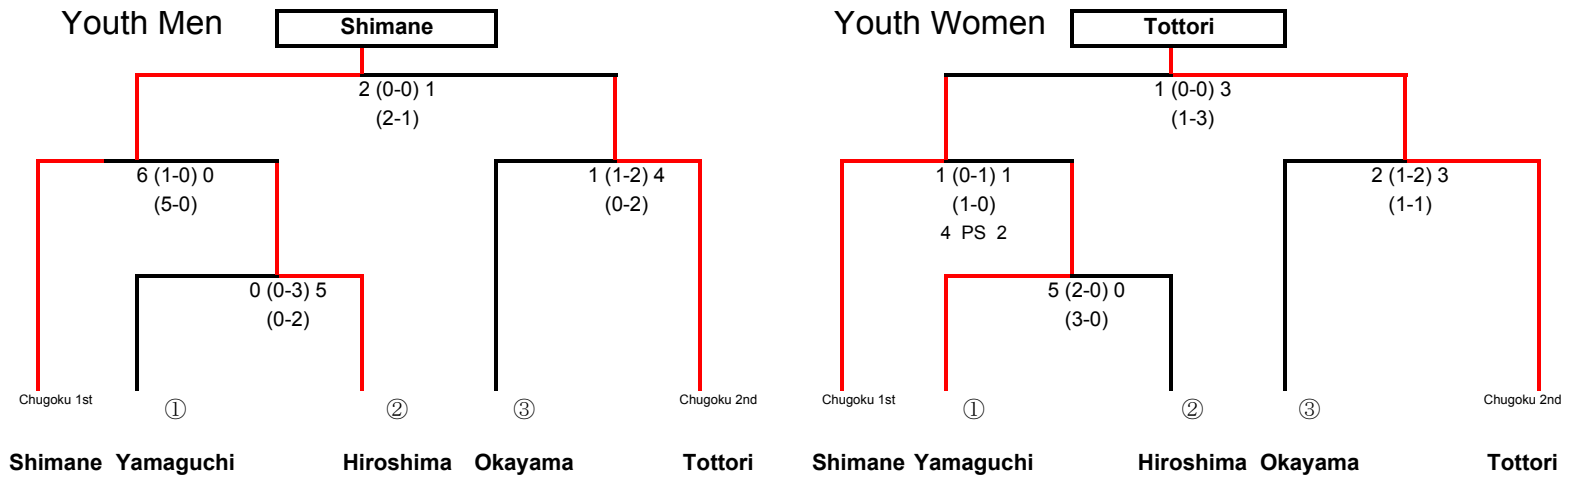 Youth Men
Shimane
2 (0-0) 1
(2-1)
6 (1-0) 0
(5-0)
1 (1-2) 4
(0-2)
0 (0-3) 5
(0-2)
Chugoku 1st
①
②
③
Chugoku 2nd
Shimane Yamaguchi Hiroshima Okayama Tottori
Youth Women
Tottori
1 (0-0) 3
(1-3)
1 (0-1) 1
(1-0)
4 PS 2
2 (1-2) 3
(1-1)
5 (2-0) 0
(3-0)
Chugoku 1st
①
②
③
Chugoku 2nd
Shimane Yamaguchi Hiroshima Okayama Tottori